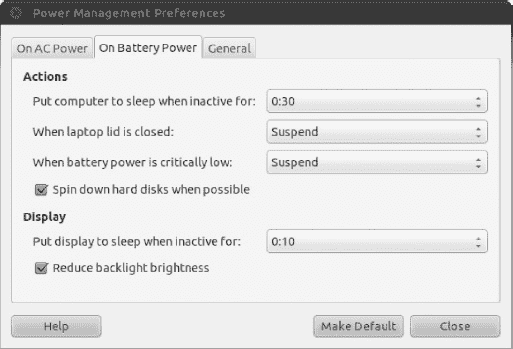 Power Management Preferences
On AC Power On Battery Power General
Actions
Put computer to sleep when inactive for: 0:30
When laptop lid is closed: Suspend
When battery power is critically low: Suspend
Spin down hard disks when possible
Display
Put display to sleep when inactive for: 0:10
Reduce backlight brightness
Help Make Default Close